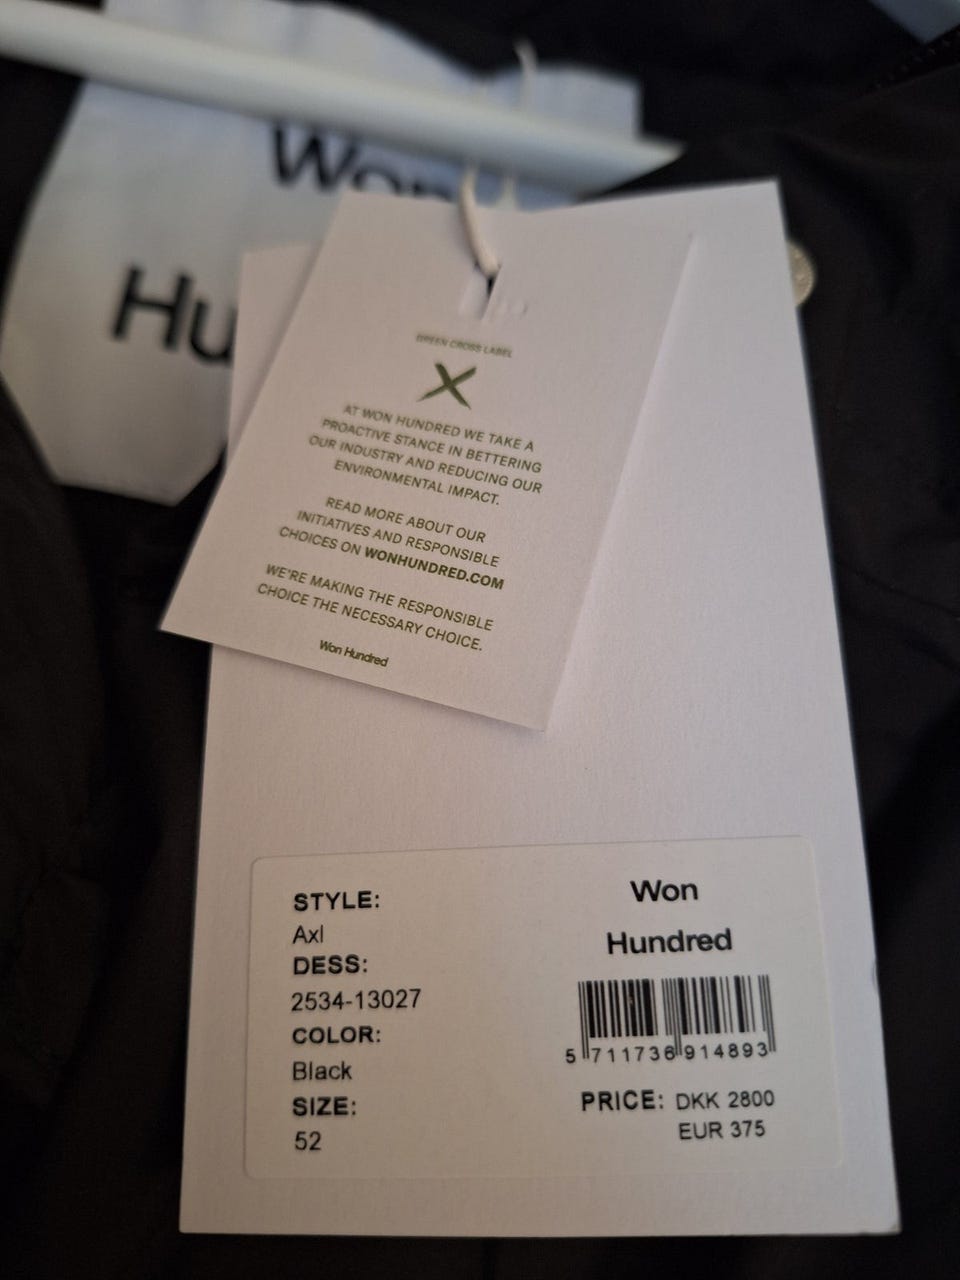 Won
Hu
GREEN CROSS LABEL
AT WON HUNDRED WE TAKE A
PROACTIVE STANCE IN BETTERING
OUR INDUSTRY AND REDUCING OUR
ENVIRONMENTAL IMPACT.
READ MORE ABOUT OUR
INITIATIVES AND RESPONSIBLE
CHOICES ON WONHUNDRED.COM
WE'RE MAKING THE RESPONSIBLE
CHOICE THE NECESSARY CHOICE.
Won Hundred
STYLE:
Axl
DESS:
2534-13027
COLOR:
Black
SIZE:
52
Won
Hundred
5 711736 914893
PRICE: DKK 2800
EUR 375